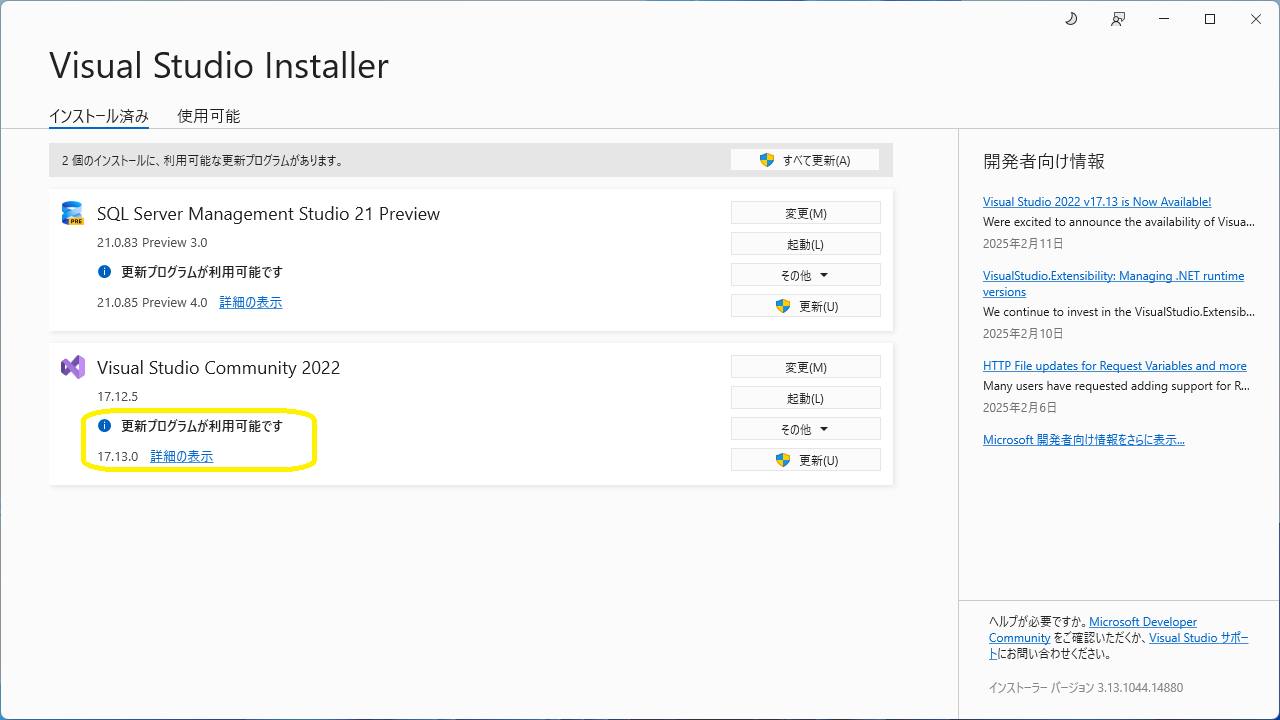 Visual Studio Installer
インストール済み 使用可能
2 個のインストールに、利用可能な更新プログラムがあります。 すべて更新(A)
SQL Server Management Studio 21 Preview
21.0.83 Preview 3.0
更新プログラムが利用可能です
21.0.85 Preview 4.0 詳細の表示
変更(M)
起動(L)
その他
更新(U)
PRE
Visual Studio Community 2022
17.12.5
更新プログラムが利用可能です
17.13.0 詳細の表示
変更(M)
起動(L)
その他
更新(U)
開発者向け情報
Visual Studio 2022 v17.13 is Now Available!
Were excited to announce the availability of Visua...
2025年2月11日
VisualStudio.Extensibility: Managing .NET runtime
versions
We continue to invest in the VisualStudio.Extensib...
2025年2月10日
HTTP File updates for Request Variables and more
Many users have requested adding support for R...
2025年2月6日
Microsoft 開発者向け情報をさらに表示...
ヘルプが必要ですか。Microsoft Developer
Community をご確認いただくか、Visual Studio サポー
トにお問い合わせください。
インストーラー バージョン 3.13.1044.14880